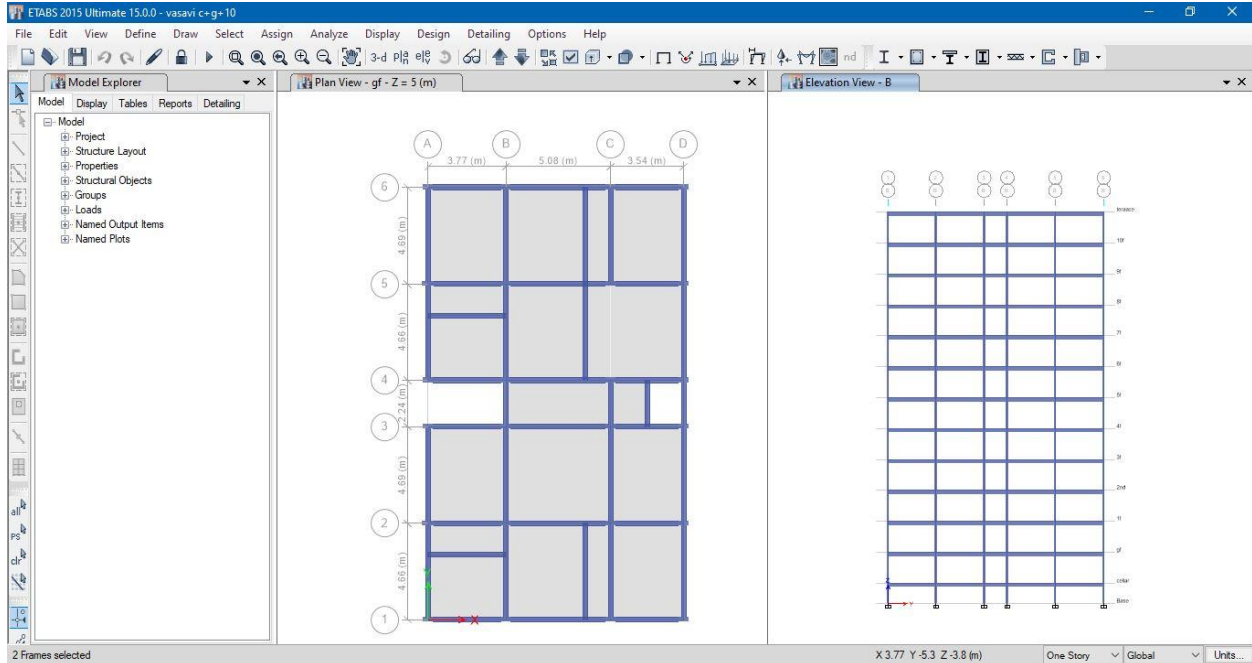 ETABS 2015 Ultimate 15.0.0 - vasavi c+g+10
File Edit View Define Draw Select Assign Analyze Display Design Detailing Options Help
3-d nd
Model Explorer
Model Display Tables Reports Detailing
Model
Project
Structure Layout
Properties
Structural Objects
Groups
Loads
Named Output Items
Named Plots
all
PS
clr
Plan View - gf - Z = 5 (m)
A B C D
3.77 (m) 5.08 (m) 3.54 (m)
6
4.69 (m)
5
4.66 (m)
4
2.24 (m)
3
4.69 (m)
2
4.66 (m)
1
X
Elevation View - B
terrace
10f
9f
8f
7f
6f
5f
4f
3f
2nd
1f
gf
cellar
Base
Z
Y
2 Frames selected
X 3.77 Y -5.3 Z -3.8 (m)
One Story Global Units...